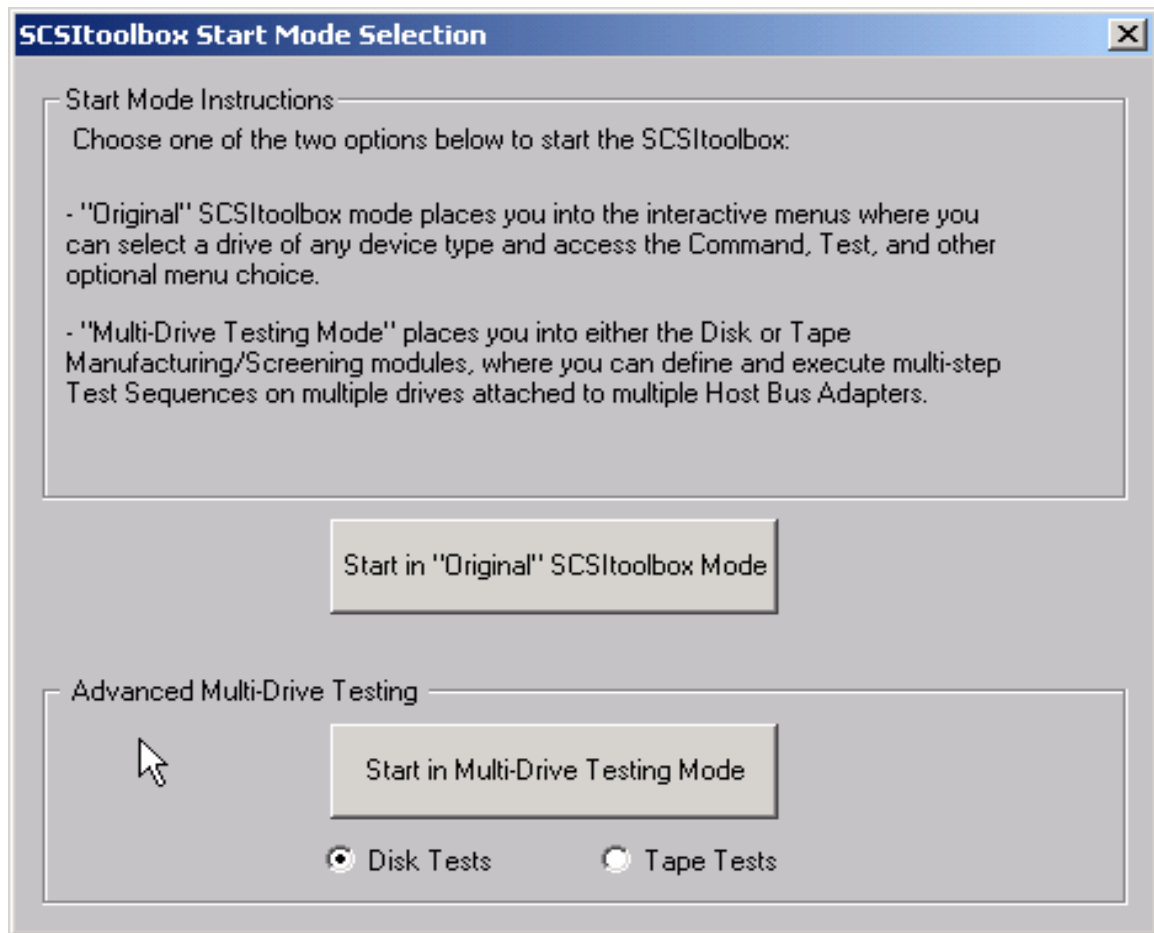 SCSItoolbox Start Mode Selection
Start Mode Instructions
Choose one of the two options below to start the SCSItoolbox:
- "Original" SCSItoolbox mode places you into the interactive menus where you
can select a drive of any device type and access the Command, Test, and other
optional menu choice.
- "Multi-Drive Testing Mode" places you into either the Disk or Tape
Manufacturing/Screening modules, where you can define and execute multi-step
Test Sequences on multiple drives attached to multiple Host Bus Adapters.
Start in "Original" SCSItoolbox Mode
Advanced Multi-Drive Testing
Start in Multi-Drive Testing Mode
Disk Tests Tape Tests